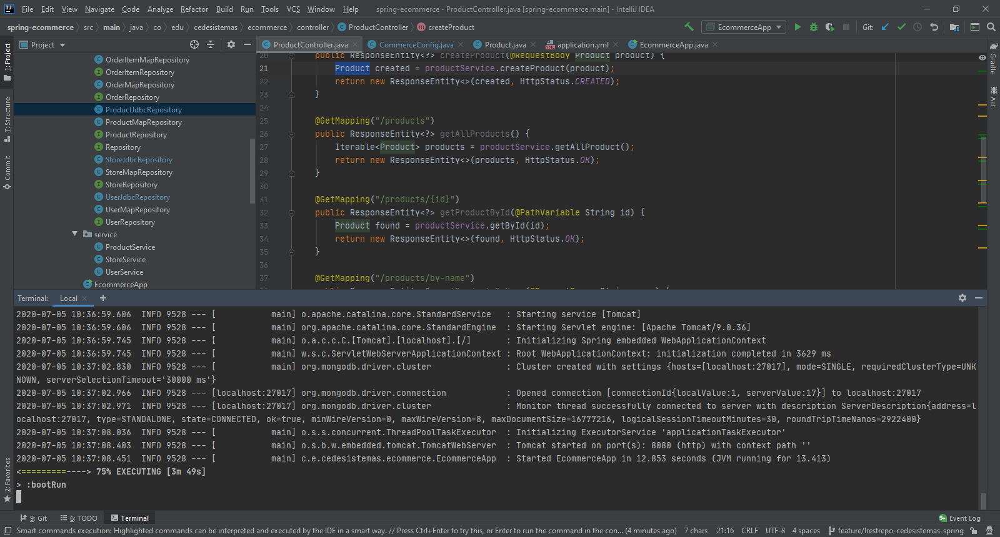 File Edit View Navigate Code Analyze Refactor Build Run Tools VCS Window Help spring-ecommerce - ProductController.java [spring-ecommerce.main] - IntelliJ IDEA
spring-ecommerce src main java co edu cedesistemas ecommerce controller ProductController createProduct EcommerceApp Git:
Project ProductController.java CommerceConfig.java Product.java application.yml EcommerceApp.java
1: Project
7: Structure
Commit
2: Favorites
Gradle
Ant
OrderItemMapRepository
OrderItemRepository
OrderMapRepository
OrderRepository
ProductJdbcRepository
ProductMapRepository
ProductRepository
Repository
StoreJdbcRepository
StoreMapRepository
StoreRepository
UserJdbcRepository
UserMapRepository
UserRepository
service
ProductService
StoreService
UserService
EcommerceApp
20 public ResponseEntity<?> createProduct(@RequestBody Product product) {
21 Product created = productService.createProduct(product);
22 return new ResponseEntity<>(created, HttpStatus.CREATED);
23 }
24
25 @GetMapping("/products")
26 public ResponseEntity<?> getAllProducts() {
27 Iterable<Product> products = productService.getAllProduct();
28 return new ResponseEntity<>(products, HttpStatus.OK);
29 }
30
31 @GetMapping("/products/{id}")
32 public ResponseEntity<?> getProductById(@PathVariable String id) {
33 Product found = productService.getById(id);
34 return new ResponseEntity<>(found, HttpStatus.OK);
35 }
36
37 @GetMapping("/products/by-name")
Terminal: Local +
2020-07-05 10:36:59.606  INFO 9528 --- [           main] o.apache.catalina.core.StandardService   : Starting service [Tomcat]
2020-07-05 10:36:59.606  INFO 9528 --- [           main] org.apache.catalina.core.StandardEngine  : Starting Servlet engine: [Apache Tomcat/9.0.36]
2020-07-05 10:36:59.745  INFO 9528 --- [           main] o.a.c.c.C.[Tomcat].[localhost].[/]       : Initializing Spring embedded WebApplicationContext
2020-07-05 10:36:59.745  INFO 9528 --- [           main] w.s.c.ServletWebServerApplicationContext : Root WebApplicationContext: initialization completed in 3629 ms
2020-07-05 10:37:02.830  INFO 9528 --- [           main] org.mongodb.driver.cluster               : Cluster created with settings {hosts=[localhost:27017], mode=SINGLE, requiredClusterType=UNK
NOWN, serverSelectionTimeout='30000 ms'}
2020-07-05 10:37:02.966  INFO 9528 --- [localhost:27017] org.mongodb.driver.connection            : Opened connection [connectionId{localValue:1, serverValue:17}] to localhost:27017
2020-07-05 10:37:02.971  INFO 9528 --- [localhost:27017] org.mongodb.driver.cluster               : Monitor thread successfully connected to server with description ServerDescription{address=l
ocalhost:27017, type=STANDALONE, state=CONNECTED, ok=true, minWireVersion=0, maxWireVersion=8, maxDocumentSize=16777216, logicalSessionTimeoutMinutes=30, roundTripTimeNanos=2922400}
2020-07-05 10:37:08.036  INFO 9528 --- [           main] o.s.s.concurrent.ThreadPoolTaskExecutor  : Initializing ExecutorService 'applicationTaskExecutor'
2020-07-05 10:37:08.403  INFO 9528 --- [           main] o.s.b.w.embedded.tomcat.TomcatWebServer  : Tomcat started on port(s): 8080 (http) with context path ''
2020-07-05 10:37:08.451  INFO 9528 --- [           main] c.e.cedesistemas.ecommerce.EcommerceApp  : Started EcommerceApp in 12.853 seconds (JVM running for 13.413)
<=========----> 75% EXECUTING [3m 49s]
> :bootRun
9: Git 6: TODO Terminal 9+ Event Log
Smart commands execution: Highlighted commands can be interpreted and executed by the IDE in a smart way. // Press Ctrl+Enter to try this, or Enter to run the command in the con... (4 minutes ago) 7 chars 21:16 CRLF UTF-8 4 spaces feature/lrestrepo-cedesistemas-spring